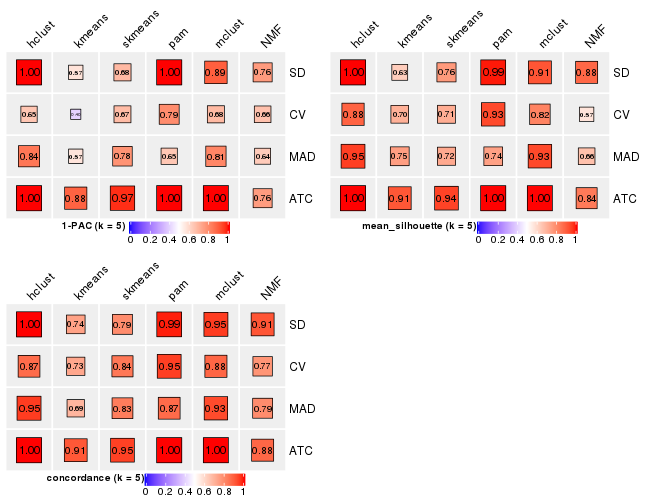 hclust kmeans skmeans pam mclust NMF
1.00 0.57 0.68 1.00 0.89 0.76 SD
0.65 0.67 0.79 0.68 0.66 CV
0.84 0.57 0.78 0.65 0.81 0.64 MAD
1.00 0.88 0.97 1.00 1.00 0.76 ATC
1-PAC (k = 5)
0 0.2 0.4 0.6 0.8 1
hclust kmeans skmeans pam mclust NMF
1.00 0.63 0.76 0.99 0.91 0.88 SD
0.88 0.70 0.71 0.93 0.82 0.57 CV
0.95 0.75 0.72 0.74 0.93 0.66 MAD
1.00 0.91 0.94 1.00 1.00 0.84 ATC
mean_silhouette (k = 5)
0 0.2 0.4 0.6 0.8 1
hclust kmeans skmeans pam mclust NMF
1.00 0.74 0.79 0.99 0.95 0.91 SD
0.87 0.73 0.84 0.95 0.88 0.77 CV
0.95 0.69 0.83 0.87 0.93 0.79 MAD
1.00 0.91 0.95 1.00 1.00 0.88 ATC
concordance (k = 5)
0 0.2 0.4 0.6 0.8 1